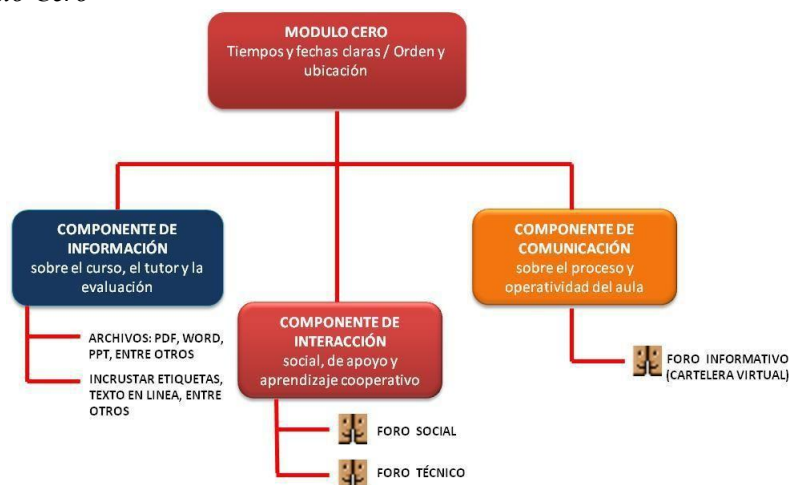 MODULO CERO
Tiempos y fechas claras / Orden y
ubicación
COMPONENTE DE
INFORMACIÓN
sobre el curso, el tutor y la
evaluación
ARCHIVOS: PDF, WORD,
PPT, ENTRE OTROS
INCRUSTAR ETIQUETAS,
TEXTO EN LINEA, ENTRE
OTROS
COMPONENTE DE
INTERACCIÓN
social, de apoyo y
aprendizaje cooperativo
FORO SOCIAL
FORO TÉCNICO
COMPONENTE DE
COMUNICACIÓN
sobre el proceso y
operatividad del aula
FORO INFORMATIVO
(CARTELERA VIRTUAL)